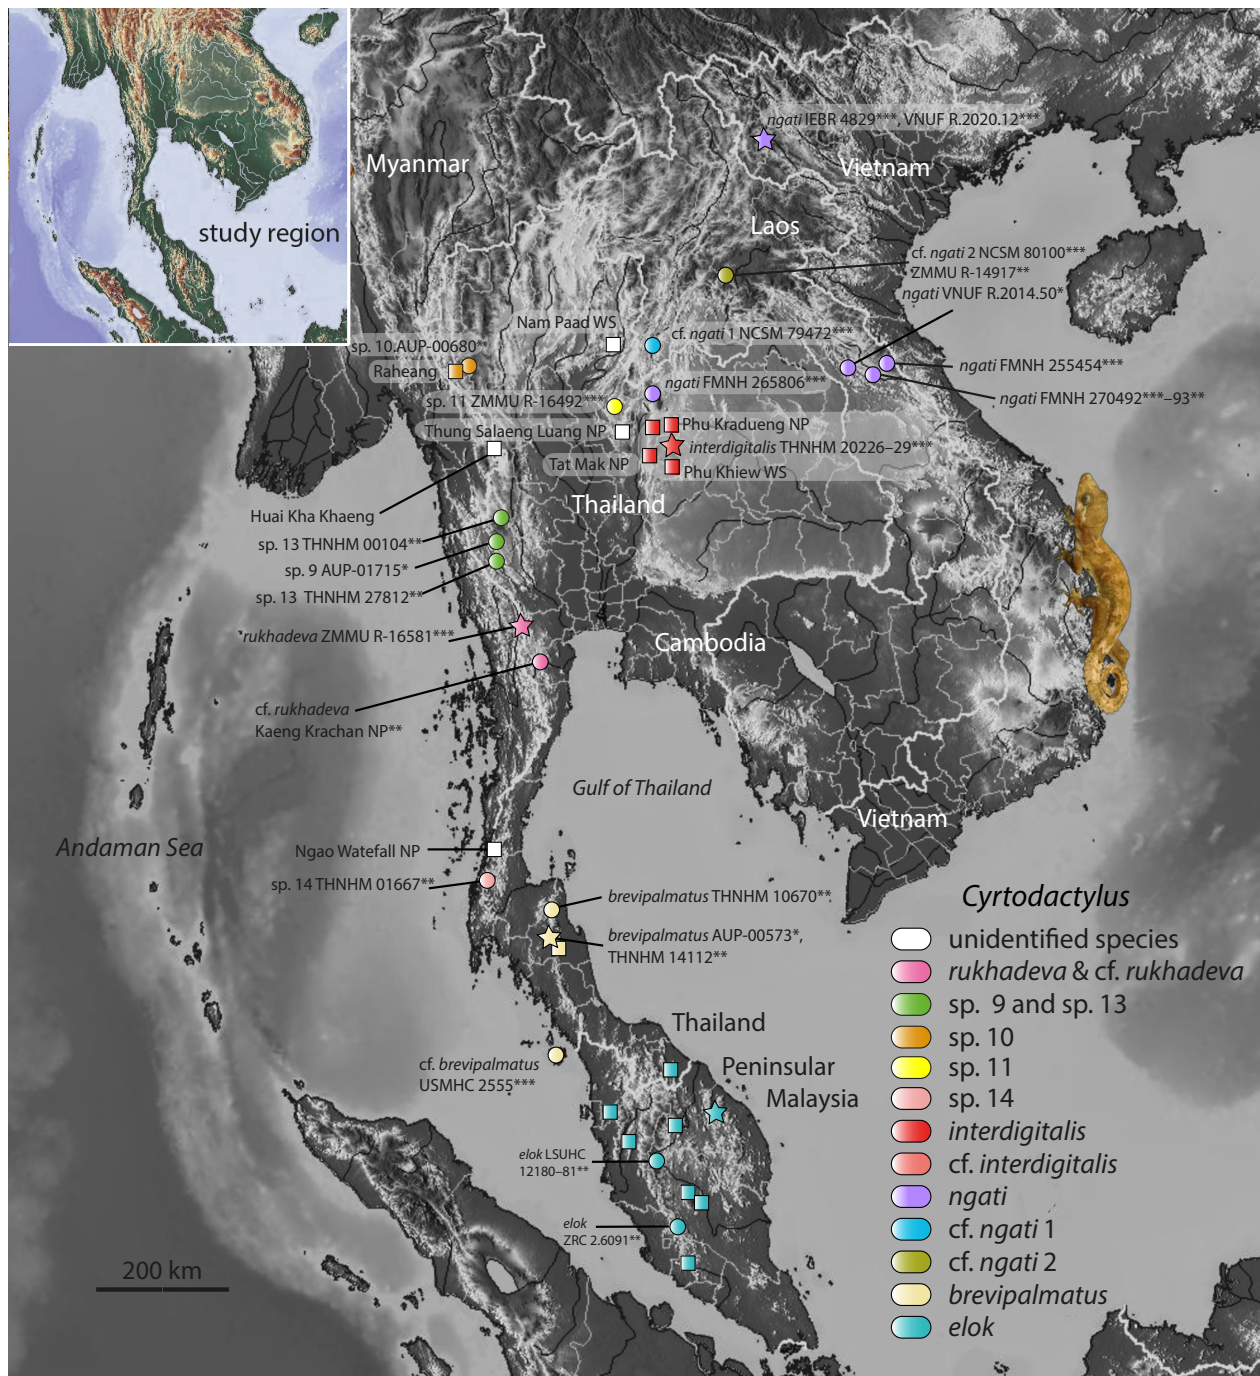 study region
ngati IEBR 4829***, VNUF R.2020.12***
Myanmar
Vietnam
Laos
cf. ngati 2 NCSM 80100***
ZMMU R-14917**
ngati VNUF R.2014.50*
Nam Paad WS
cf. ngati 1 NCSM 79472***
sp. 10 AUP-00680*
Raheang
ngati FMNH 265806***
ngati FMNH 255454***
ngati FMNH 270492***–93**
sp. 11 ZMMU R-16492***
Thung Salaeng Luang NP
Phu Kradueng NP
interdigitalis THNHM 20226–29***
Tat Mak NP
Phu Khiew WS
Thailand
Huai Kha Khaeng
sp. 13 THNHM 00104**
sp. 9 AUP-01715*
sp. 13 THNHM 27812**
rukhadeva ZMMU R-16581***
Cambodia
cf. rukhadeva
Kaeng Krachan NP**
Gulf of Thailand
Vietnam
Andaman Sea
Ngao Watefall NP
sp. 14 THNHM 01667**
brevipalmatus THNHM 10670**
brevipalmatus AUP-00573*,
THNHM 14112**
Thailand
Peninsular
Malaysia
cf. brevipalmatus
USMHC 2555***
elok LSUHC
12180–81**
elok
ZRC 2.6091**
200 km
Cyrtodactylus
unidentified species
rukhadeva & cf. rukhadeva
sp. 9 and sp. 13
sp. 10
sp. 11
sp. 14
interdigitalis
cf. interdigitalis
ngati
cf. ngati 1
cf. ngati 2
brevipalmatus
elok